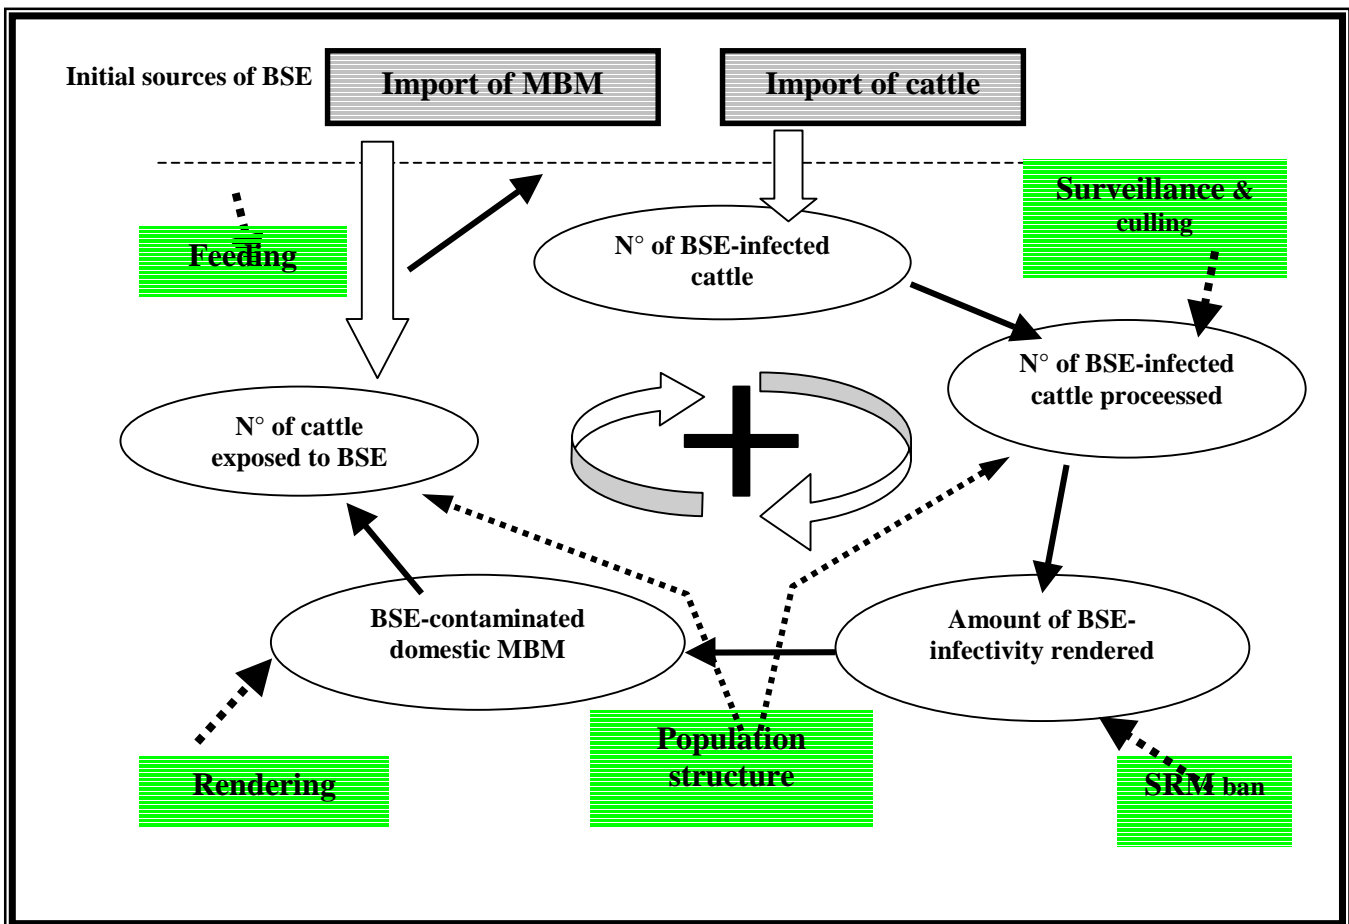 Initial sources of BSE
Import of MBM
Import of cattle
Surveillance &
culling
Feeding
N° of BSE-infected
cattle
N° of BSE-infected
cattle proceessed
N° of cattle
exposed to BSE
BSE-contaminated
domestic MBM
Amount of BSE-
infectivity rendered
Population
structure
Rendering
SRM ban